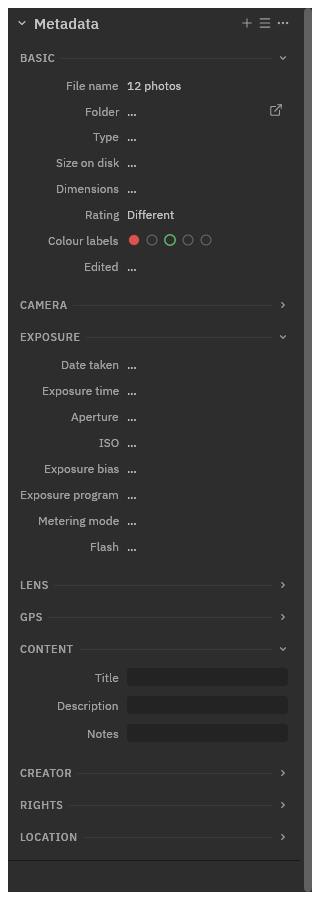 Metadata
BASIC
File name 12 photos
Folder ...
Type ...
Size on disk ...
Dimensions ...
Rating Different
Colour labels
Edited ...
CAMERA
EXPOSURE
Date taken ...
Exposure time ...
Aperture ...
ISO ...
Exposure bias ...
Exposure program ...
Metering mode ...
Flash ...
LENS
GPS
CONTENT
Title
Description
Notes
CREATOR
RIGHTS
LOCATION